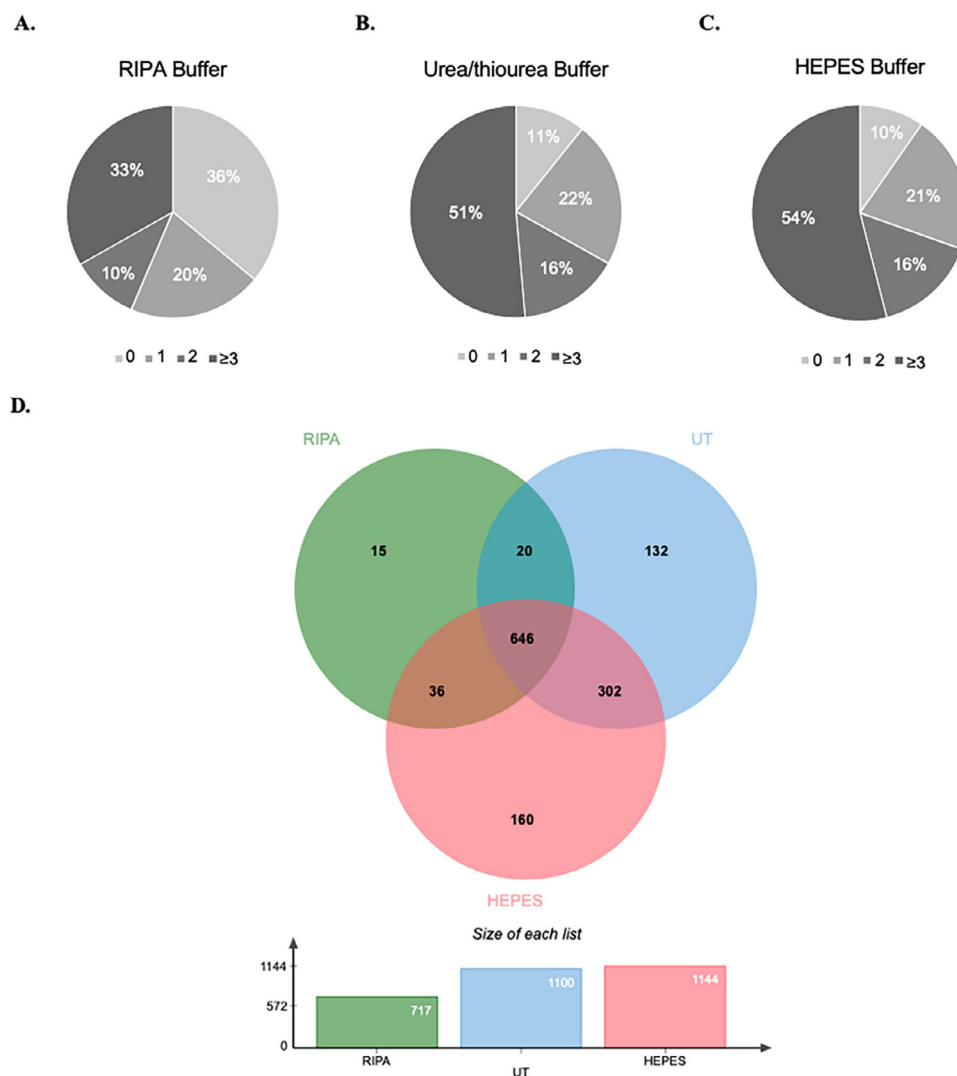 A.
B.
C.
RIPA Buffer
Urea/thiourea Buffer
HEPES Buffer
33%
36%
10%
20%
11%
22%
51%
16%
10%
21%
54%
16%
0 1 2 ≥3
0 1 2 ≥3
0 1 2 ≥3
D.
RIPA
UT
15
20
132
646
36
302
160
HEPES
Size of each list
1144
572
0
717
1100
1144
RIPA
UT
HEPES